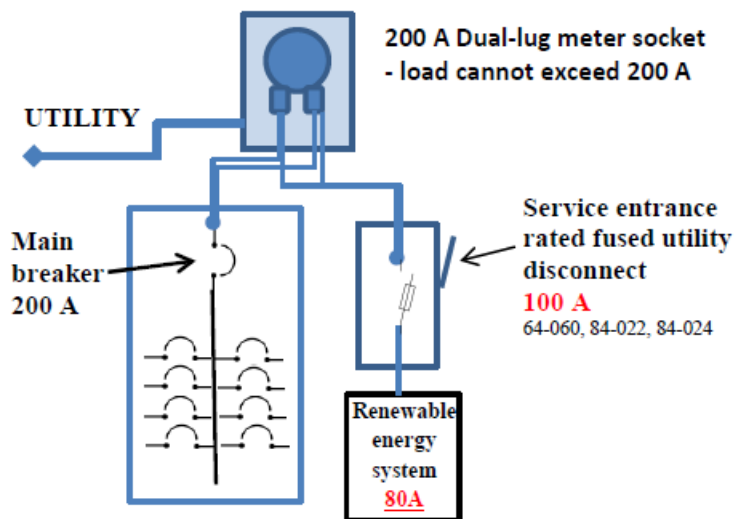 200 A Dual-lug meter socket
- load cannot exceed 200 A
UTILITY
Main
breaker
200 A
Service entrance
rated fused utility
disconnect
100 A
64-060, 84-022, 84-024
Renewable
energy
system
80A